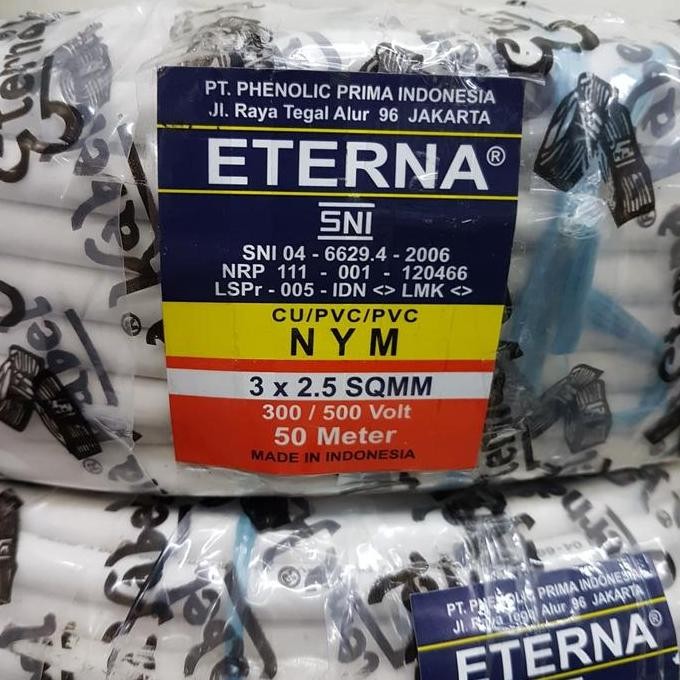 PT. PHENOLIC PRIMA INDONESIA
Jl. Raya Tegal Alur 96 JAKARTA
ETERNA®
SNI
SNI 04 - 6629.4 - 2006
NRP 111 - 001 - 120466
LSPr - 005 - IDN <> LMK <>
CU/PVC/PVC
NYM
3 x 2.5 SQMM
300 / 500 Volt
50 Meter
MADE IN INDONESIA
PT. PHENOLIC PRIMA INDONESIA
Jl. Raya Tegal Alur 96 JAKARTA
ETERNA®